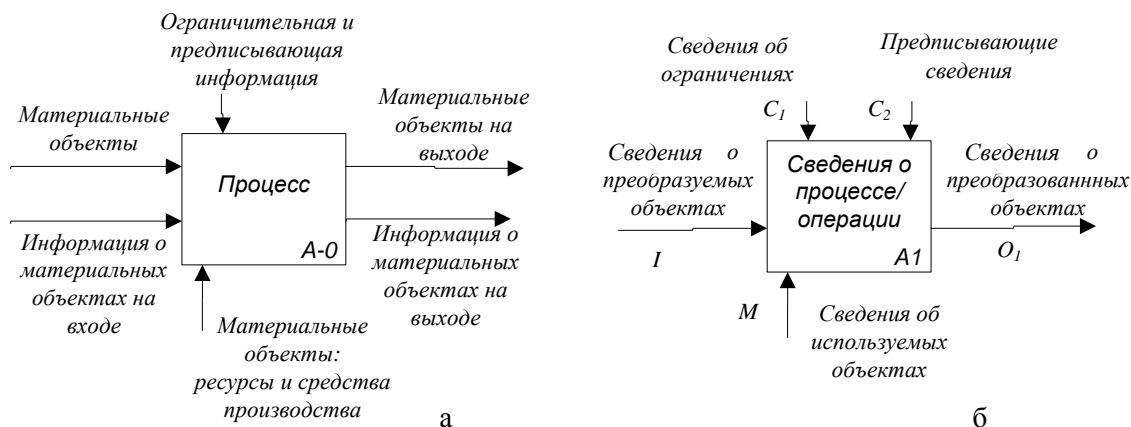 Ограничительная и
предписывающая
информация
Материальные
объекты
Материальные
объекты на
выходе
Процесс
А-0
Информация о
материальных
объектах на
входе
Информация о
материальных
объектах на
выходе
Материальные
объекты:
ресурсы и средства
производства
а
Сведения об
ограничениях
Предписывающие
сведения
C1
C2
Сведения о
преобразуемых
объектах
Сведения о
процессе/
операции
А1
Сведения о
преобразованнных
объектах
I
O1
M
Сведения об
используемых
объектах
б